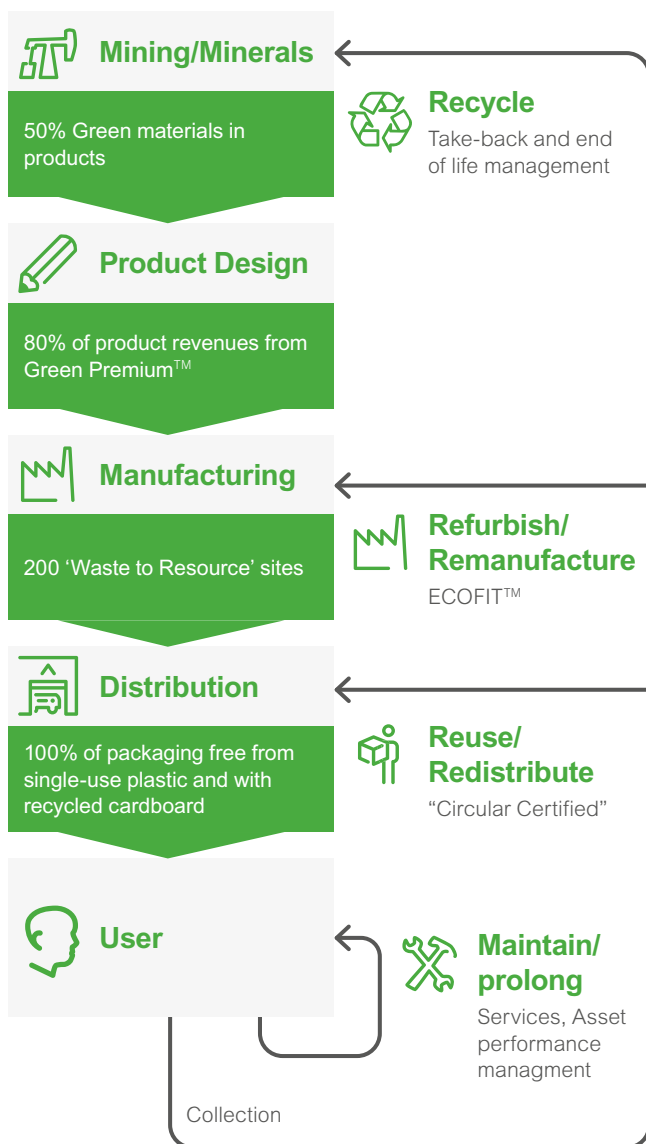 Mining/Minerals
50% Green materials in
products
Recycle
Take-back and end
of life management
Product Design
80% of product revenues from
Green Premium™
Manufacturing
200 ‘Waste to Resource’ sites
Refurbish/
Remanufacture
ECOFIT™
Distribution
100% of packaging free from
single-use plastic and with
recycled cardboard
Reuse/
Redistribute
“Circular Certified”
User
Maintain/
prolong
Services, Asset
performance
managment
Collection